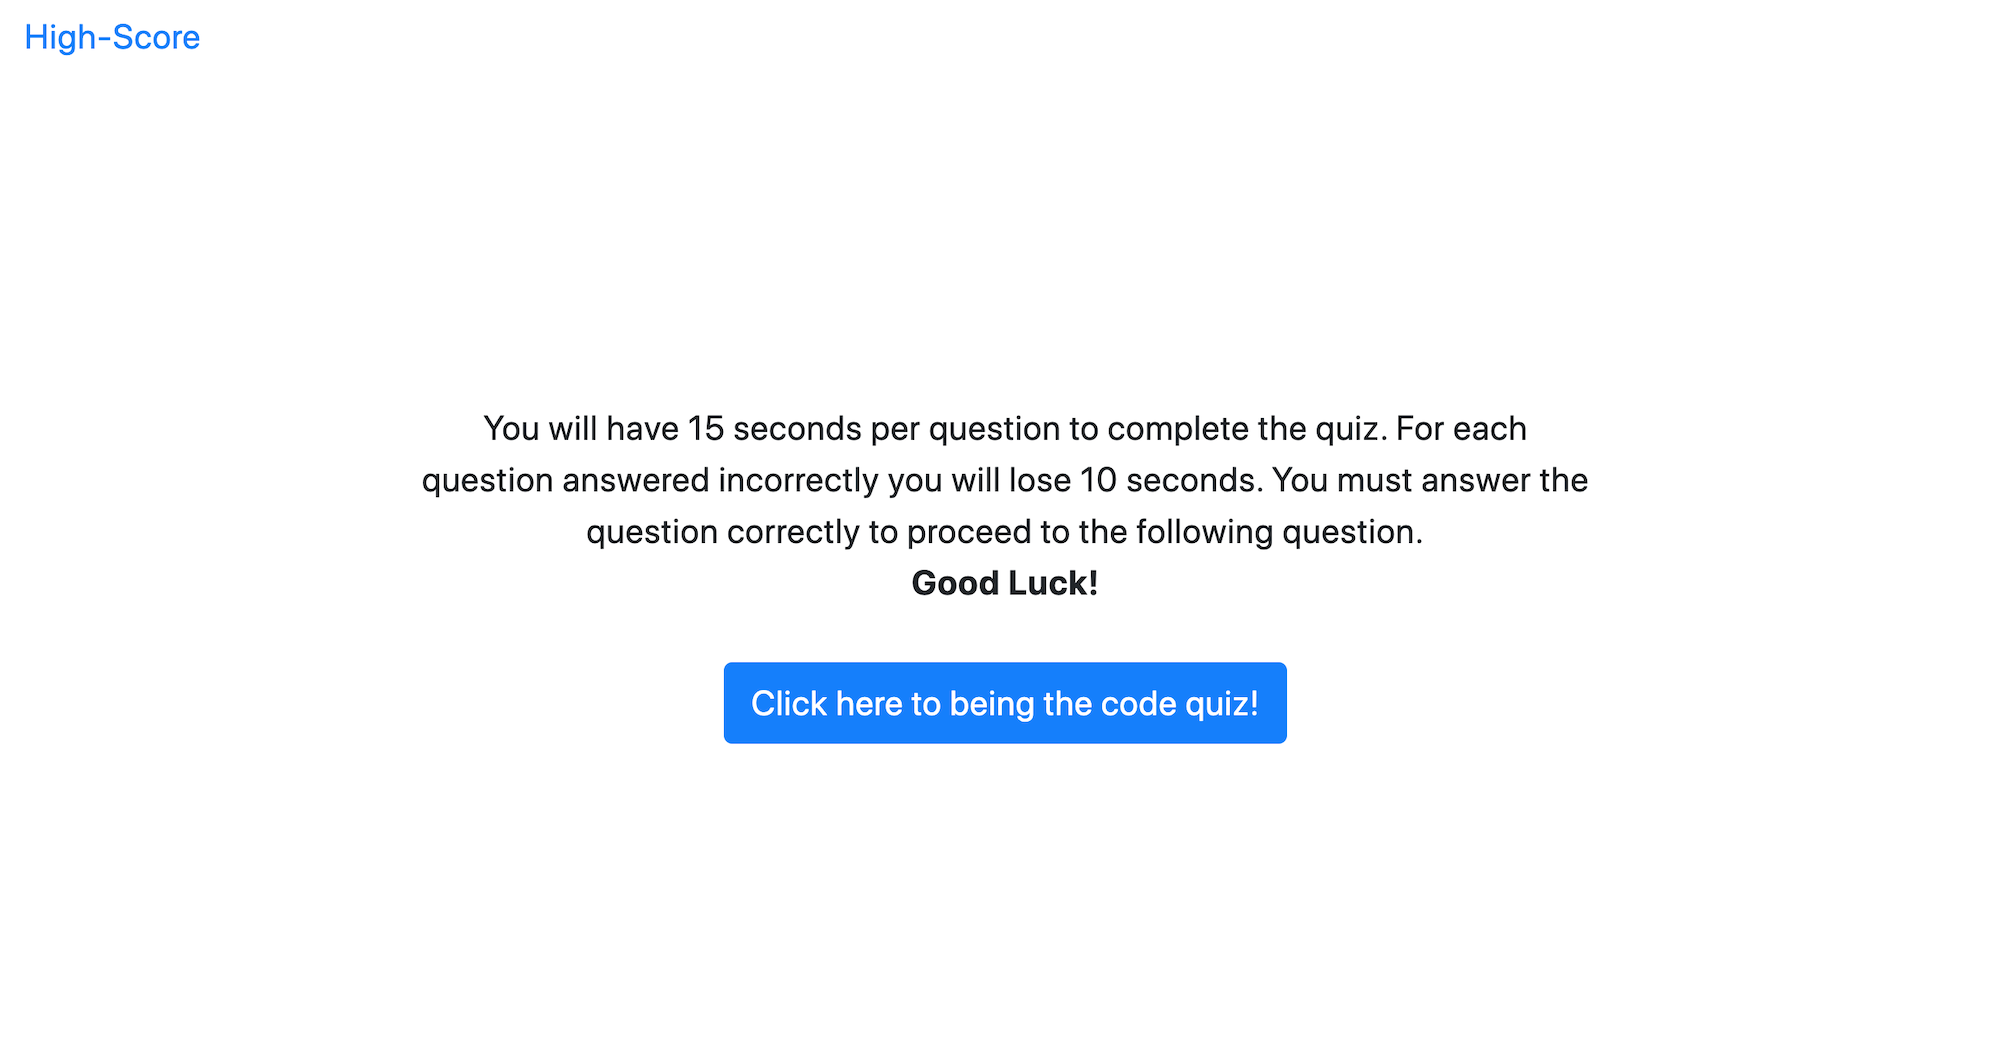 High-Score
You will have 15 seconds per question to complete the quiz. For each
question answered incorrectly you will lose 10 seconds. You must answer the
question correctly to proceed to the following question.
Good Luck!
Click here to being the code quiz!